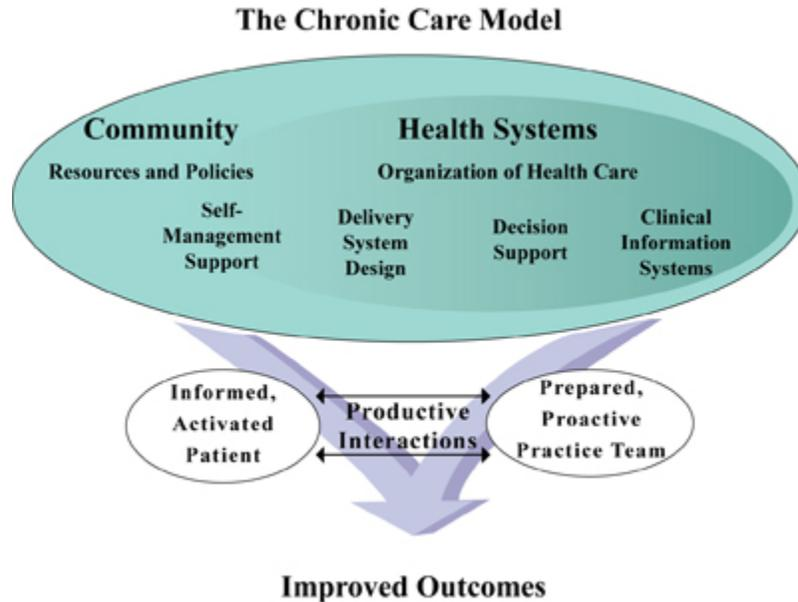 The Chronic Care Model
Community
Health Systems
Resources and Policies
Organization of Health Care
Self-
Management
Support
Delivery
System
Design
Decision
Support
Clinical
Information
Systems
Informed,
Activated
Patient
Productive
Interactions
Prepared,
Proactive
Practice Team
Improved Outcomes